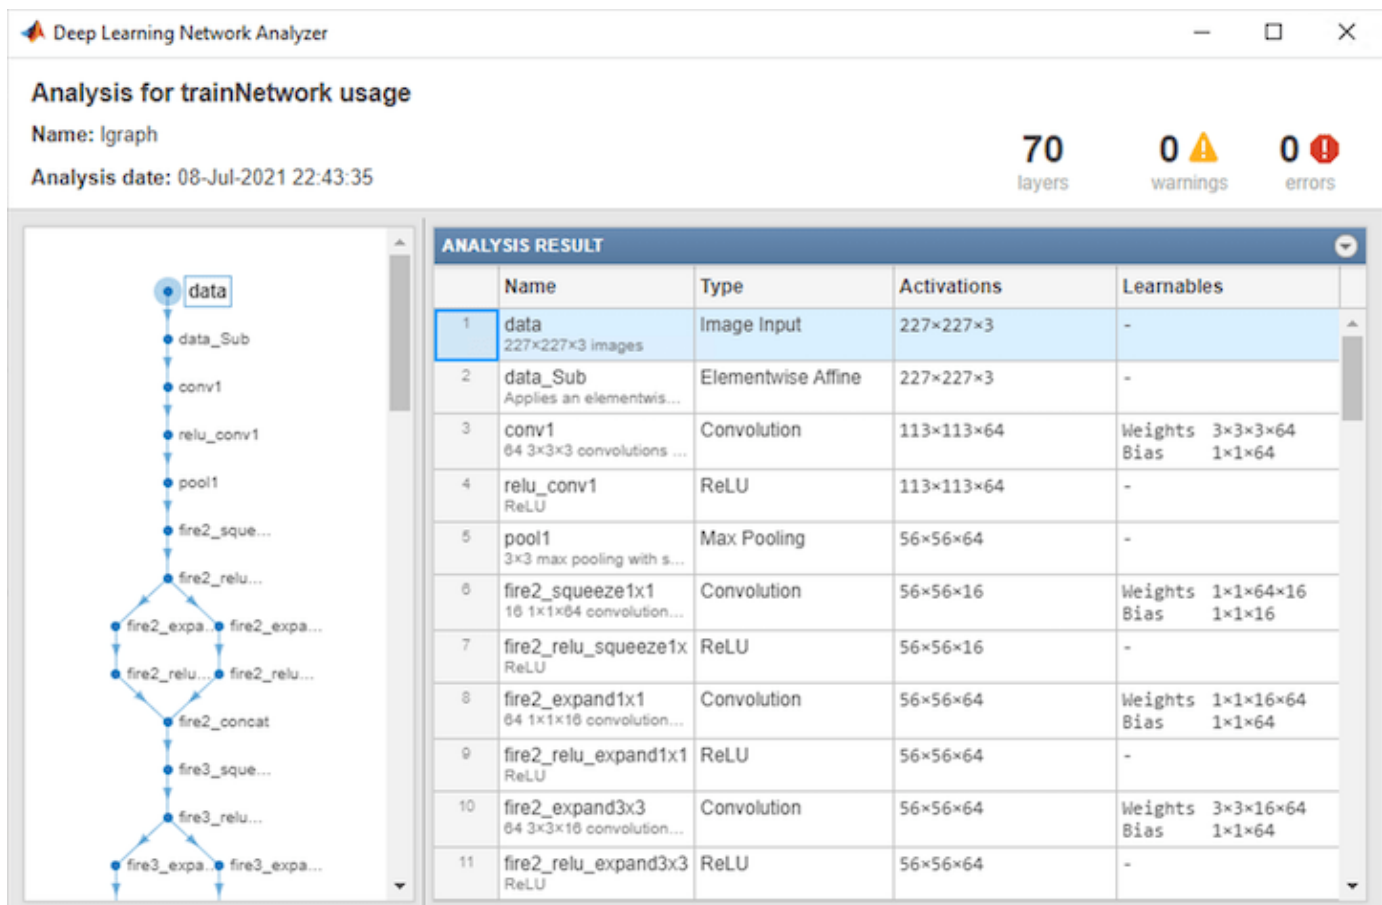 Deep Learning Network Analyzer
Analysis for trainNetwork usage
Name: lgraph
Analysis date: 08-Jul-2021 22:43:35
70
layers
0
warnings
0
errors
data
data_Sub
conv1
relu_conv1
pool1
fire2_sque...
fire2_relu...
fire2_expa... fire2_expa...
fire2_relu... fire2_relu...
fire2_concat
fire3_sque...
fire3_relu...
fire3_expa... fire3_expa...
ANALYSIS RESULT
Name Type Activations Learnables
1 data Image Input 227×227×3 -
227×227×3 images
2 data_Sub Elementwise Affine 227×227×3 -
Applies an elementwis...
3 conv1 Convolution 113×113×64 Weights 3×3×3×64
64 3×3×3 convolutions ... Bias 1×1×64
4 relu_conv1 ReLU 113×113×64 -
ReLU
5 pool1 Max Pooling 56×56×64 -
3×3 max pooling with s...
6 fire2_squeeze1x1 Convolution 56×56×16 Weights 1×1×64×16
16 1×1×64 convolution... Bias 1×1×16
7 fire2_relu_squeeze1x ReLU 56×56×16 -
ReLU
8 fire2_expand1x1 Convolution 56×56×64 Weights 1×1×16×64
64 1×1×16 convolution... Bias 1×1×64
9 fire2_relu_expand1x1 ReLU 56×56×64 -
ReLU
10 fire2_expand3x3 Convolution 56×56×64 Weights 3×3×16×64
64 3×3×16 convolution... Bias 1×1×64
11 fire2_relu_expand3x3 ReLU 56×56×64 -
ReLU